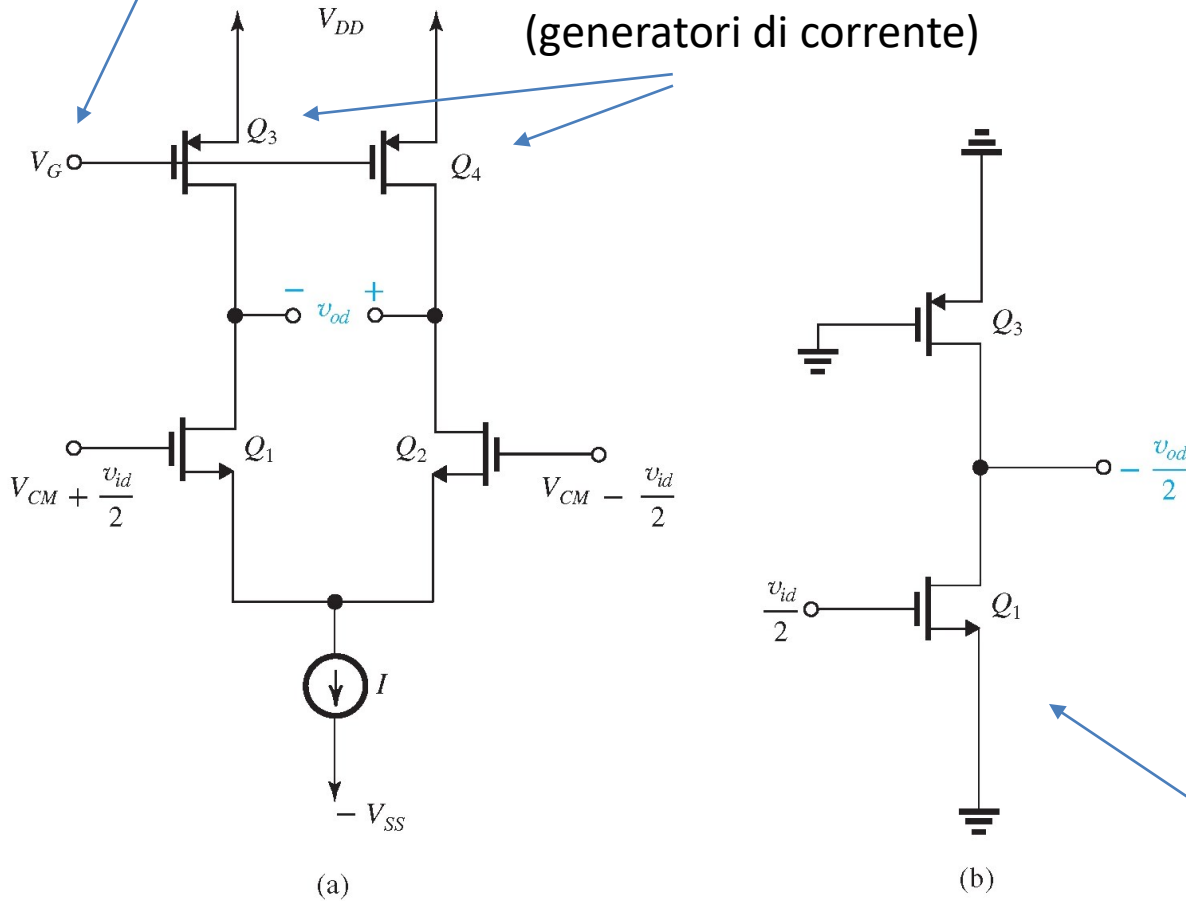 V_DD
(generatori di corrente)
Q_3
V_G
Q_4
− v_od +
Q_3
Q_1
Q_2
V_CM + v_id/2
V_CM − v_id/2
− v_od/2
v_id/2
Q_1
I
− V_SS
(a)
(b)